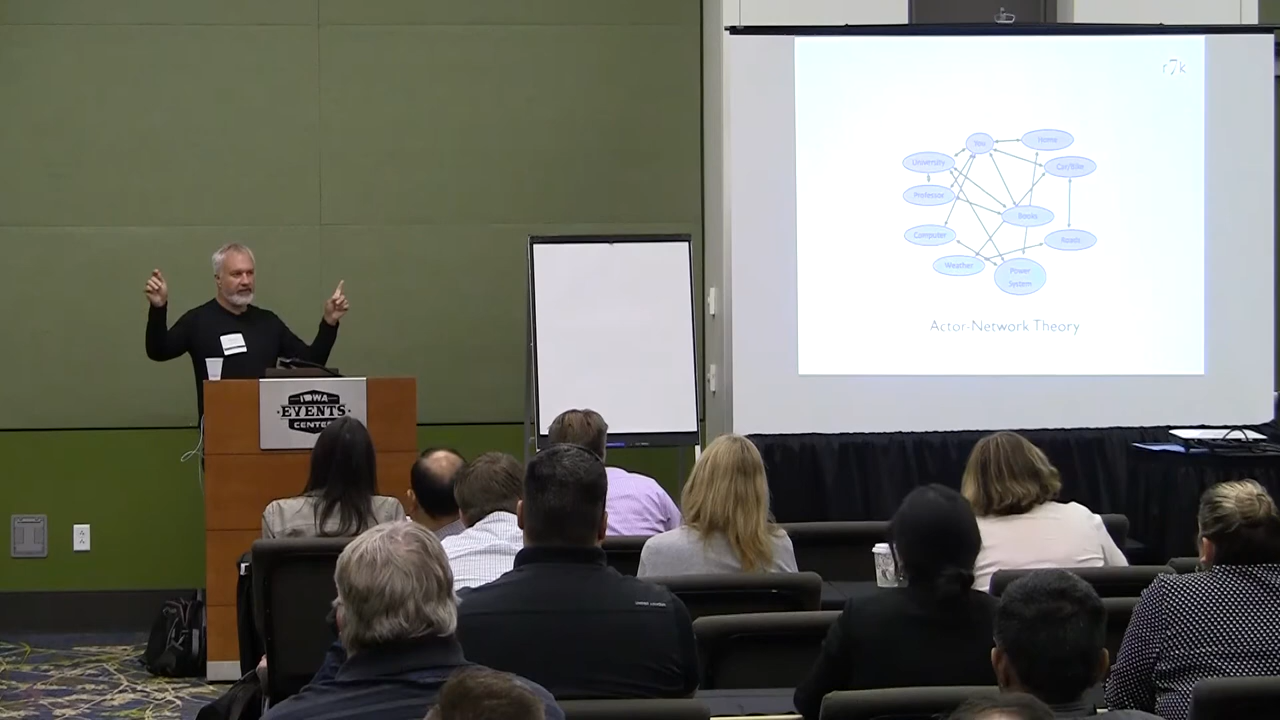 r7k
You
Home
University
Car/Bike
Professor
Books
Computer
Roads
Weather
Power
System
Actor-Network Theory
IOWA
EVENTS
CENTER